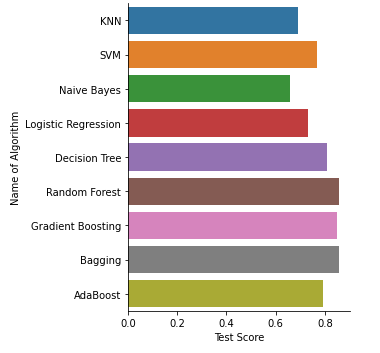 KNN
SVM
Naive Bayes
Logistic Regression
Decision Tree
Random Forest
Gradient Boosting
Bagging
AdaBoost
Name of Algorithm
0.0 0.2 0.4 0.6 0.8
Test Score